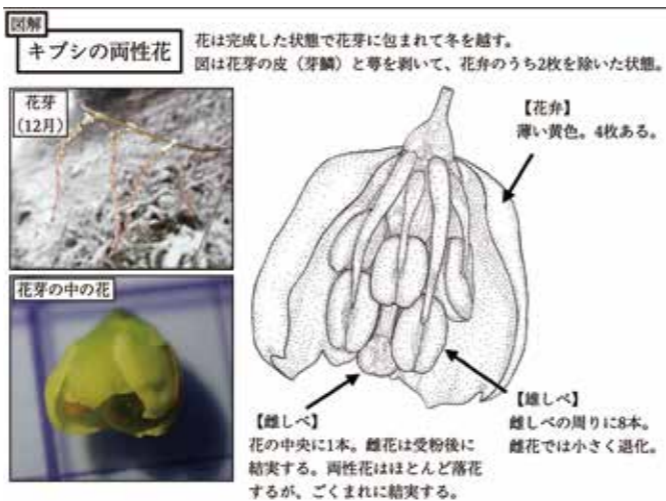 図解
キブシの両性花
花は完成した状態で花芽に包まれて冬を越す。
図は花芽の皮（芽鱗）と萼を剥いて、花弁のうち2枚を除いた状態。
花芽
（12月）
【花弁】
薄い黄色。4枚ある。
花芽の中の花
【雌しべ】
花の中央に1本。雌花は受粉後に
結実する。両性花はほとんど落花
するが、ごくまれに結実する。
【雄しべ】
雌しべの周りに8本。
雌花では小さく退化。